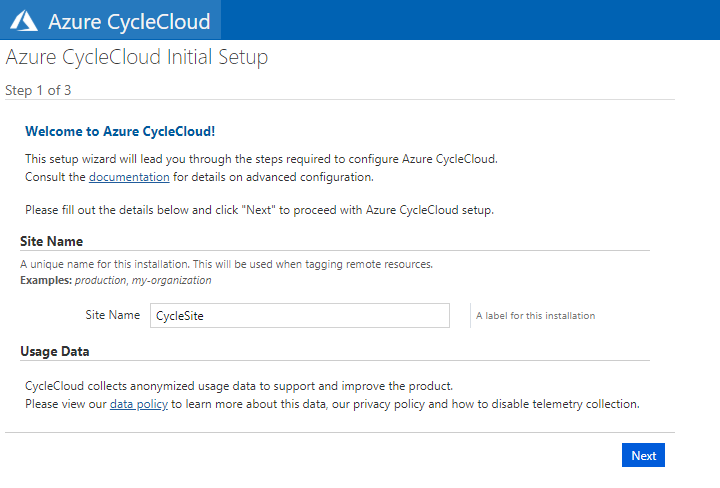 Azure CycleCloud
Azure CycleCloud Initial Setup
Step 1 of 3
Welcome to Azure CycleCloud!
This setup wizard will lead you through the steps required to configure Azure CycleCloud.
Consult the documentation for details on advanced configuration.
Please fill out the details below and click "Next" to proceed with Azure CycleCloud setup.
Site Name
A unique name for this installation. This will be used when tagging remote resources.
Examples: production, my-organization
Site Name CycleSite A label for this installation
Usage Data
CycleCloud collects anonymized usage data to support and improve the product.
Please view our data policy to learn more about this data, our privacy policy and how to disable telemetry collection.
Next